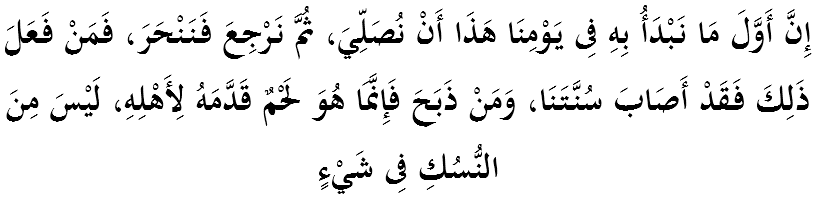 إِنَّ أَوَّلَ مَا نَبْدَأُ بِهِ فِى يَوْمِنَا هَذَا أَنْ نُصَلِّيَ، ثُمَّ نَرْجِعَ فَنَنْحَرَ، فَمَنْ فَعَلَ
ذَلِكَ فَقَدْ أَصَابَ سُنَّتَنَا، وَمَنْ ذَبَحَ فَإِنَّمَا هُوَ لَحْمٌ قَدَّمَهُ لِأَهْلِهِ، لَيْسَ مِنَ
النُّسُكِ فِى شَيْءٍ